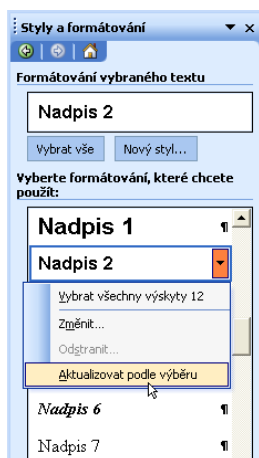 Styly a formátování
Formátování vybraného textu
Nadpis 2
Vybrat vše
Nový styl...
Vyberte formátování, které chcete
použít:
Nadpis 1 ¶
Nadpis 2
Vybrat všechny výskyty 12
Změnit...
Odstranit...
Aktualizovat podle výběru
Nadpis 6 ¶
Nadpis 7 ¶